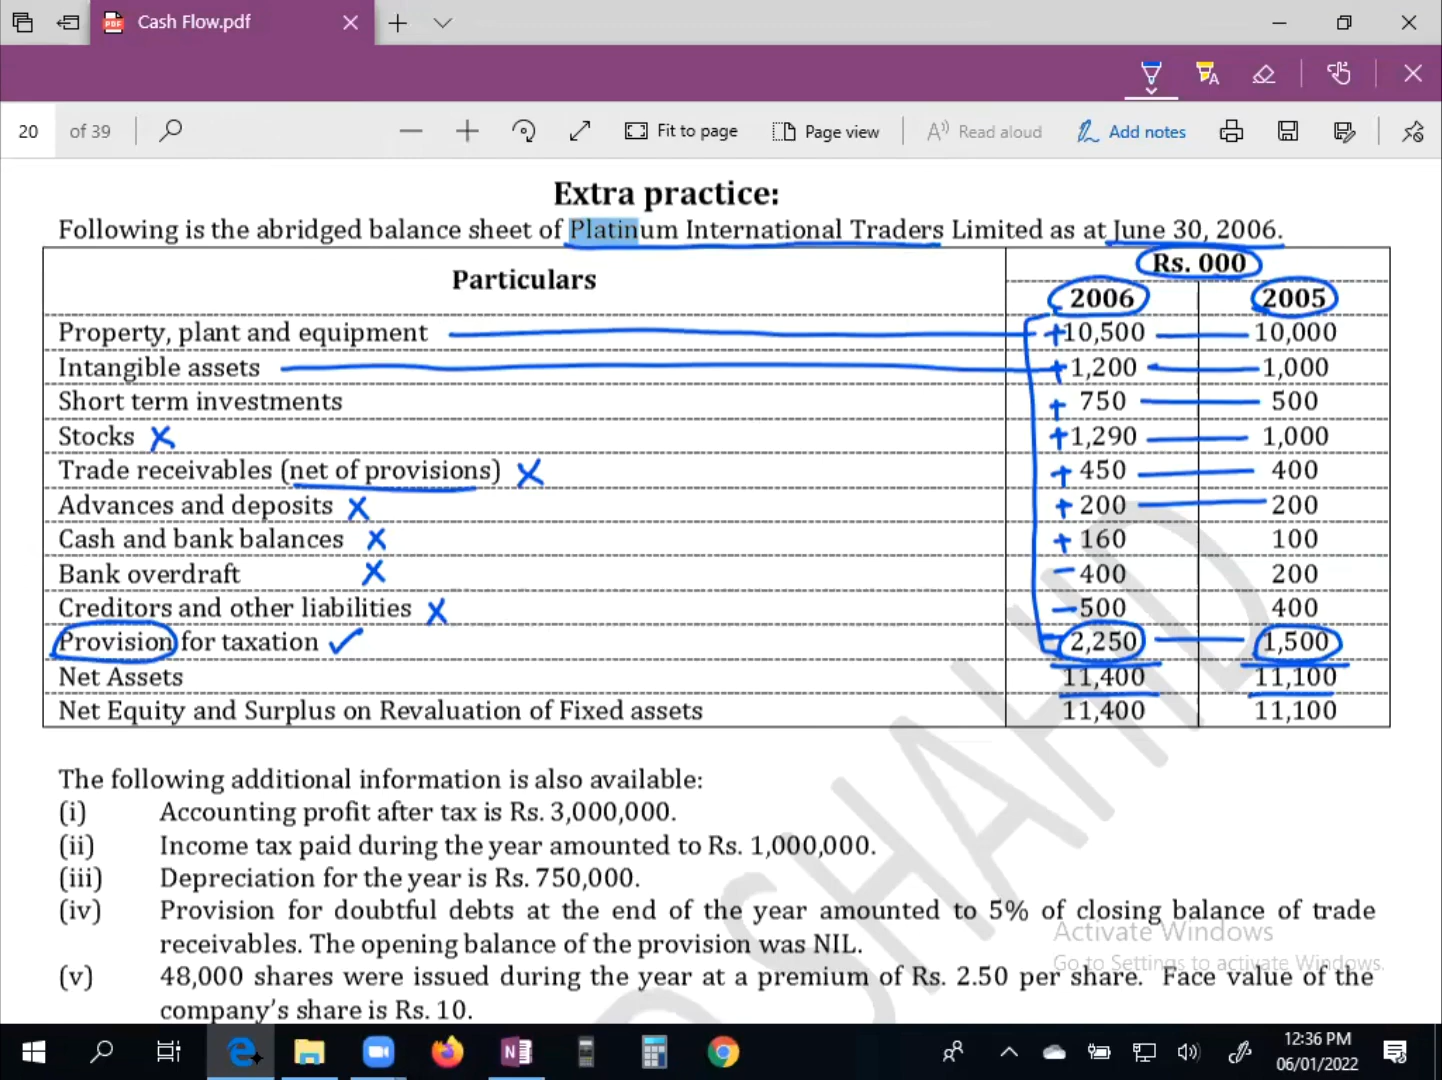 Cash Flow.pdf
20 of 39 Fit to page Page view Read aloud Add notes
Extra practice:
Following is the abridged balance sheet of Platinum International Traders Limited as at June 30, 2006.
Particulars Rs. 000
2006 2005
Property, plant and equipment +10,500 10,000
Intangible assets +1,200 1,000
Short term investments + 750 500
Stocks X +1,290 1,000
Trade receivables (net of provisions) X + 450 400
Advances and deposits X + 200 200
Cash and bank balances X + 160 100
Bank overdraft X - 400 200
Creditors and other liabilities X - 500 400
Provision for taxation ✓ - 2,250 1,500
Net Assets 11,400 11,100
Net Equity and Surplus on Revaluation of Fixed assets 11,400 11,100
The following additional information is also available:
(i) Accounting profit after tax is Rs. 3,000,000.
(ii) Income tax paid during the year amounted to Rs. 1,000,000.
(iii) Depreciation for the year is Rs. 750,000.
(iv) Provision for doubtful debts at the end of the year amounted to 5% of closing balance of trade
receivables. The opening balance of the provision was NIL.
Activate Windows
(v) 48,000 shares were issued during the year at a premium of Rs. 2.50 per share. Face value of the
Go to Settings to activate Windows.
company's share is Rs. 10.
SHAHD
12:36 PM
06/01/2022